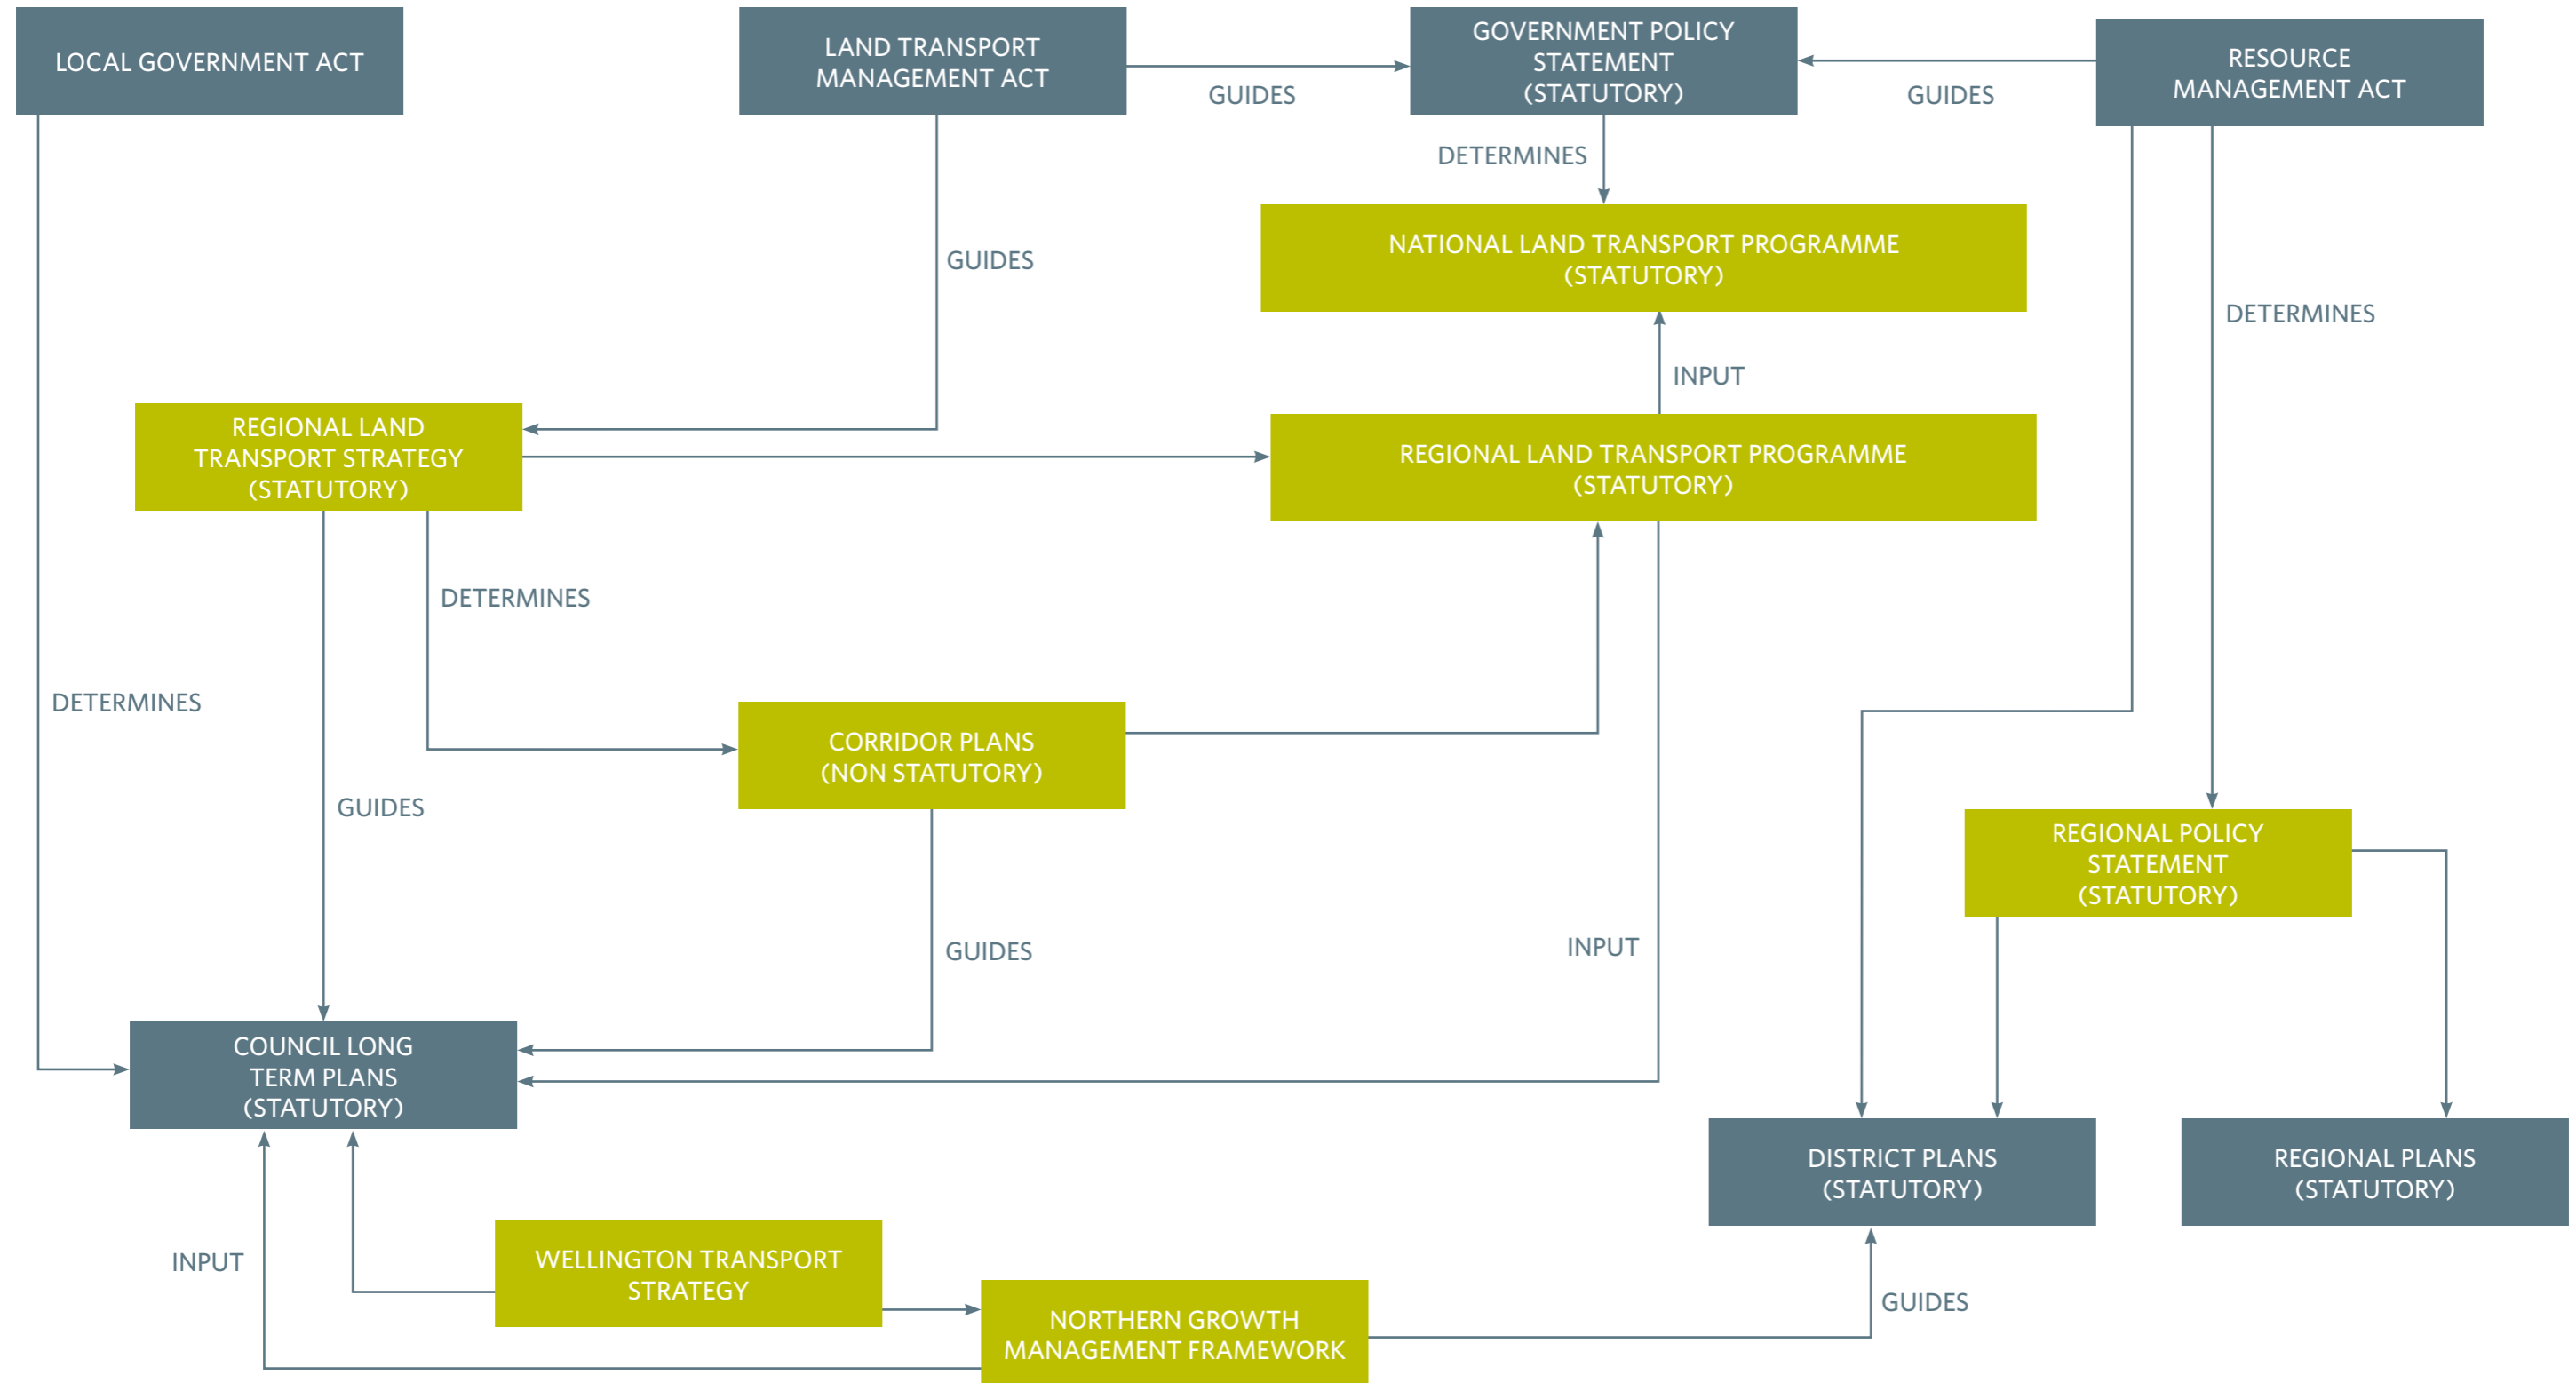 LOCAL GOVERNMENT ACT
LAND TRANSPORT
MANAGEMENT ACT
GUIDES
GOVERNMENT POLICY
STATEMENT
(STATUTORY)
GUIDES
RESOURCE
MANAGEMENT ACT
DETERMINES
NATIONAL LAND TRANSPORT PROGRAMME
(STATUTORY)
GUIDES
DETERMINES
INPUT
REGIONAL LAND
TRANSPORT STRATEGY
(STATUTORY)
REGIONAL LAND TRANSPORT PROGRAMME
(STATUTORY)
DETERMINES
DETERMINES
CORRIDOR PLANS
(NON STATUTORY)
GUIDES
REGIONAL POLICY
STATEMENT
(STATUTORY)
GUIDES
INPUT
COUNCIL LONG
TERM PLANS
(STATUTORY)
DISTRICT PLANS
(STATUTORY)
REGIONAL PLANS
(STATUTORY)
INPUT
WELLINGTON TRANSPORT
STRATEGY
GUIDES
NORTHERN GROWTH
MANAGEMENT FRAMEWORK